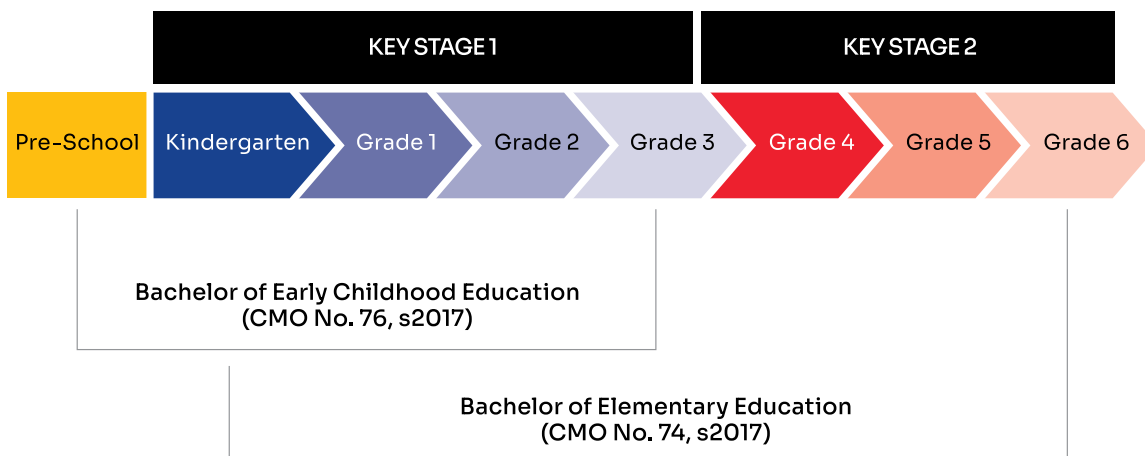 KEY STAGE 1
KEY STAGE 2
Pre-School
Kindergarten
Grade 1
Grade 2
Grade 3
Grade 4
Grade 5
Grade 6
Bachelor of Early Childhood Education
(CMO No. 76, s2017)
Bachelor of Elementary Education
(CMO No. 74, s2017)